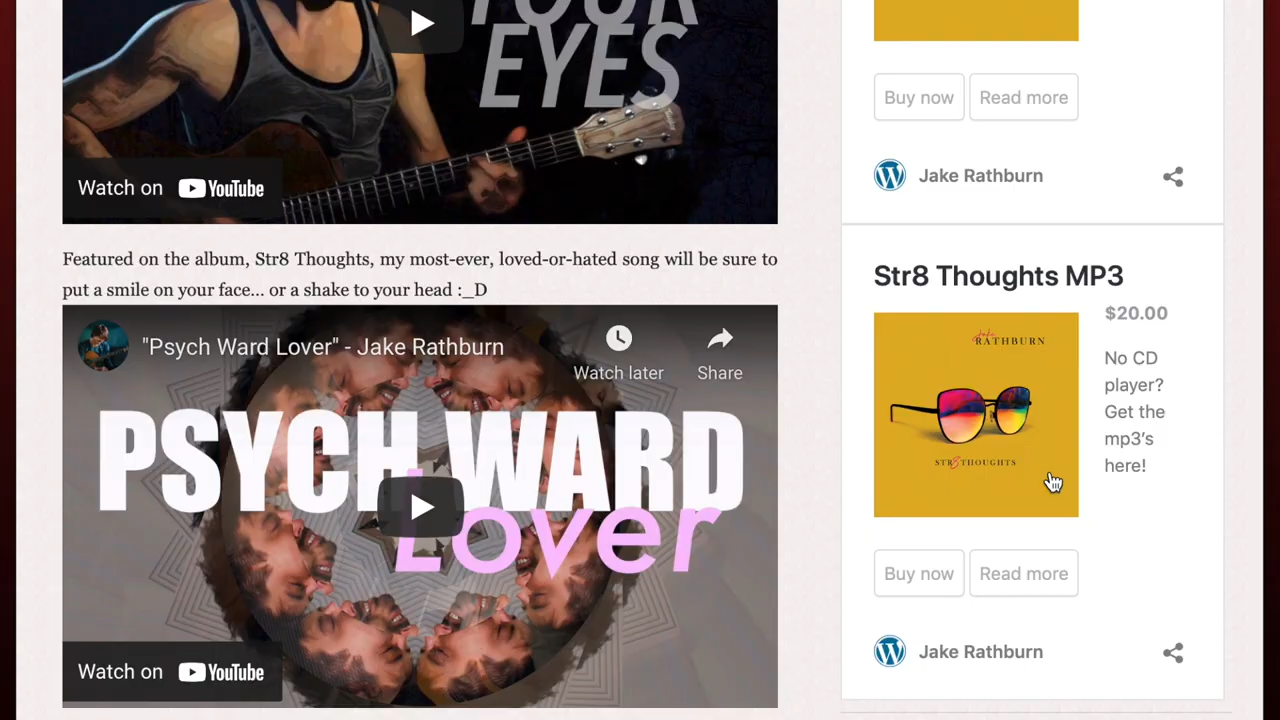 YOUR
EYES
Watch on YouTube
Featured on the album, Str8 Thoughts, my most-ever, loved-or-hated song will be sure to
put a smile on your face... or a shake to your head :_D
"Psych Ward Lover" - Jake Rathburn
Watch later
Share
PSYCH WARD
Lover
Watch on YouTube
Buy now
Read more
Jake Rathburn
Str8 Thoughts MP3
$20.00
Jake
RATHBURN
STR8THOUGHTS
No CD
player?
Get the
mp3's
here!
Buy now
Read more
Jake Rathburn